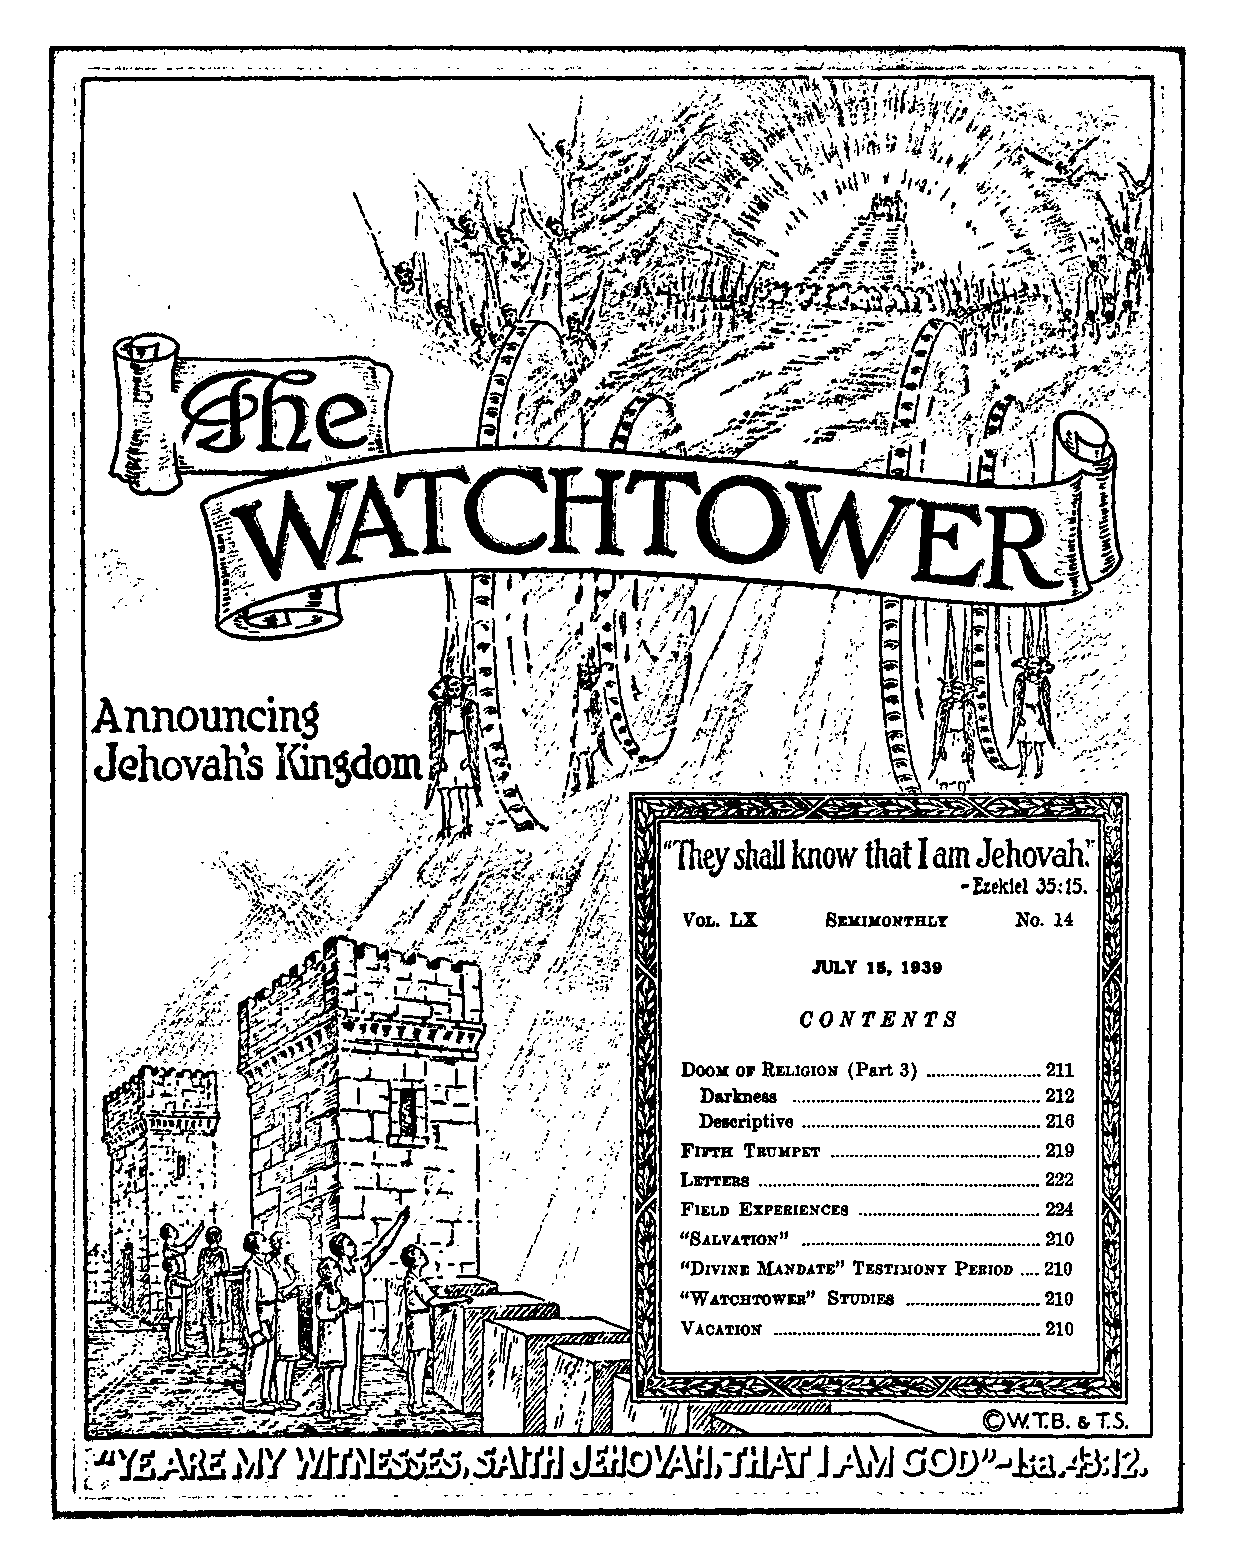 The
WATCHTOWER
Announcing
Jehovah's Kingdom
"They shall know that I am Jehovah."
-Ezekiel 35:15.
VOL. LX SEMIMONTHLY No. 14
JULY 15, 1939
CONTENTS
DOOM OF RELIGION (Part 3) ........................ 211
Darkness .................................................... 212
Descriptive .................................................. 216
FIFTH TRUMPET ............................................ 219
LETTERS ........................................................... 222
FIELD EXPERIENCES ...................................... 224
"SALVATION" .................................................. 210
"DIVINE MANDATE" TESTIMONY PERIOD .... 210
"WATCHTOWER" STUDIES ............................ 210
VACATION ........................................................ 210
©W.T.B. & T.S.
"YE ARE MY WITNESSES, SAITH JEHOVAH, THAT I AM GOD"-Isa. 43:12.